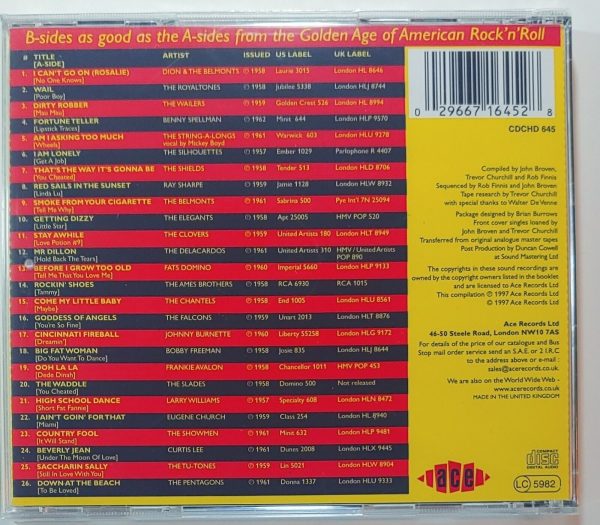 B-sides as good as the A-sides from the Golden Age of American Rock'n'Roll
# TITLE ARTIST ISSUED US LABEL UK LABEL
[A-SIDE]
1. I CAN'T GO ON (ROSALIE) DION & THE BELMONTS ℗ 1958 Laurie 3015 London HL 8646
[No One Knows]
2. WAIL THE ROYALTONES ℗ 1958 Jubilee 5338 London HLJ 8744
[Poor Boy]
3. DIRTY ROBBER THE WAILERS ℗ 1959 Golden Crest 526 London HL 8994
[Mau Mau]
4. FORTUNE TELLER BENNY SPELLMAN ℗ 1962 Minit 644 London HLP 9570
[Lipstick Traces]
5. AM I ASKING TOO MUCH THE STRING-A-LONGS ℗ 1961 Warwick 603 London HLU 9278
[Wheels] vocal by Mickey Boyd
6. I AM LONELY THE SILHOUETTES ℗ 1957 Ember 1029 Parlophone R 4407
[Get A Job]
7. THAT'S THE WAY IT'S GONNA BE THE SHIELDS ℗ 1958 Tender 513 London HLD 8706
[You Cheated]
8. RED SAILS IN THE SUNSET RAY SHARPE ℗ 1959 Jamie 1128 London HLW 8932
[Linda Lu]
9. SMOKE FROM YOUR CIGARETTE THE BELMONTS ℗ 1961 Sabrina 500 Pye Int'l 7N 25094
[Tell Me Why]
10. GETTING DIZZY THE ELEGANTS ℗ 1958 Apt 25005 HMV POP 520
[Little Star]
11. STAY AWHILE THE CLOVERS ℗ 1959 United Artists 180 London HLT 8949
[Love Potion #9]
12. MR DILLON THE DELACARDOS ℗ 1961 United Artists 310 HMV / United Artists
[Hold Back The Tears] POP 890
13. BEFORE I GROW TOO OLD FATS DOMINO ℗ 1960 Imperial 5660 London HLP 9133
[Tell Me That You Love Me]
14. ROCKIN' SHOES THE AMES BROTHERS ℗ 1958 RCA 6930 RCA 1015
[Tammy]
15. COME MY LITTLE BABY THE CHANTELS ℗ 1958 End 1005 London HLU 8561
[Maybe]
16. GODDESS OF ANGELS THE FALCONS ℗ 1959 Unart 2013 London HLT 8876
[You're So Fine]
17. CINCINNATI FIREBALL JOHNNY BURNETTE ℗ 1960 Liberty 55258 London HLG 9172
[Dreamin']
18. BIG FAT WOMAN BOBBY FREEMAN ℗ 1958 Josie 835 London HLJ 8644
[Do You Want To Dance]
19. OOH LA LA FRANKIE AVALON ℗ 1958 Chancellor 1011 HMV POP 453
[Dede Dinah]
20. THE WADDLE THE SLADES ℗ 1958 Domino 500 Not released
[You Cheated]
21. HIGH SCHOOL DANCE LARRY WILLIAMS ℗ 1957 Specialty 608 London HLN 8472
[Short Fat Fannie]
22. I AIN'T GOIN' FOR THAT EUGENE CHURCH ℗ 1959 Class 254 London HL 8940
[Miami]
23. COUNTRY FOOL THE SHOWMEN ℗ 1961 Minit 632 London HLP 9481
[It Will Stand]
24. BEVERLY JEAN CURTIS LEE ℗ 1961 Dunes 2008 London HLX 9445
[Under The Moon Of Love]
25. SACCHARIN SALLY THE TU-TONES ℗ 1959 Lin 5021 London HLW 8904
[Still in Love With You]
26. DOWN AT THE BEACH THE PENTAGONS ℗ 1961 Donna 1337 London HLU 9333
[To Be Loved]
0 29667 16452 8
CDCHD 645
Compiled by John Broven,
Trevor Churchill and Rob Finnis
Sequenced by Rob Finnis and John Broven
Tape research by Trevor Churchill
with special thanks to Walter De Venne
Package designed by Brian Burrows
Front cover singles loaned by
John Broven and Trevor Churchill
Transferred from original analogue master tapes
Post Production by Duncan Cowell
at Sound Mastering Ltd
The copyrights in these sound recordings are
owned by the copyright owners listed in the booklet
and are licensed to Ace Records Ltd
This compilation ℗ 1997 Ace Records Ltd
© 1997 Ace Records Ltd
Ace Records Ltd
46-50 Steele Road, London NW10 7AS
For details of the price of our catalogue and Bus
Stop mail order service send a S.A.E. or 2 I.R.C
to the address above or e-mail :
sales@acerecords.co.uk
We are also on the World Wide Web -
www.acerecords.co.uk
MADE IN THE UNITED KINGDOM
ace
COMPACT
disc
DIGITAL AUDIO
LC 5982